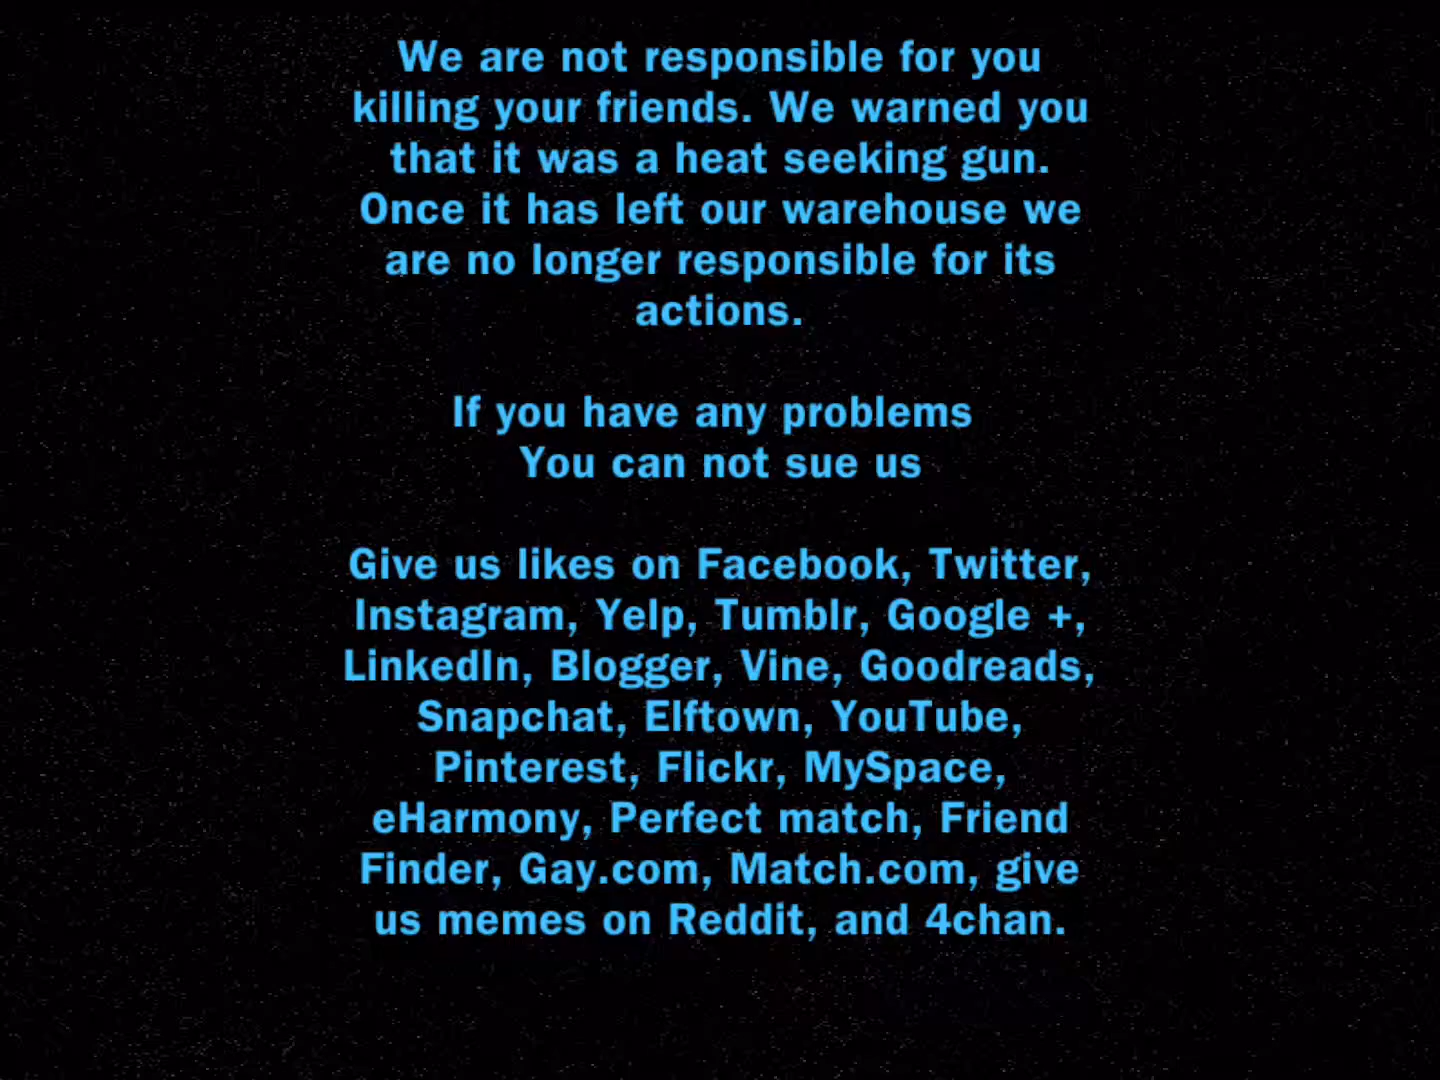 We are not responsible for you
killing your friends. We warned you
that it was a heat seeking gun.
Once it has left our warehouse we
are no longer responsible for its
actions.
If you have any problems
You can not sue us
Give us likes on Facebook, Twitter,
Instagram, Yelp, Tumblr, Google +,
LinkedIn, Blogger, Vine, Goodreads,
Snapchat, Elftown, YouTube,
Pinterest, Flickr, MySpace,
eHarmony, Perfect match, Friend
Finder, Gay.com, Match.com, give
us memes on Reddit, and 4chan.